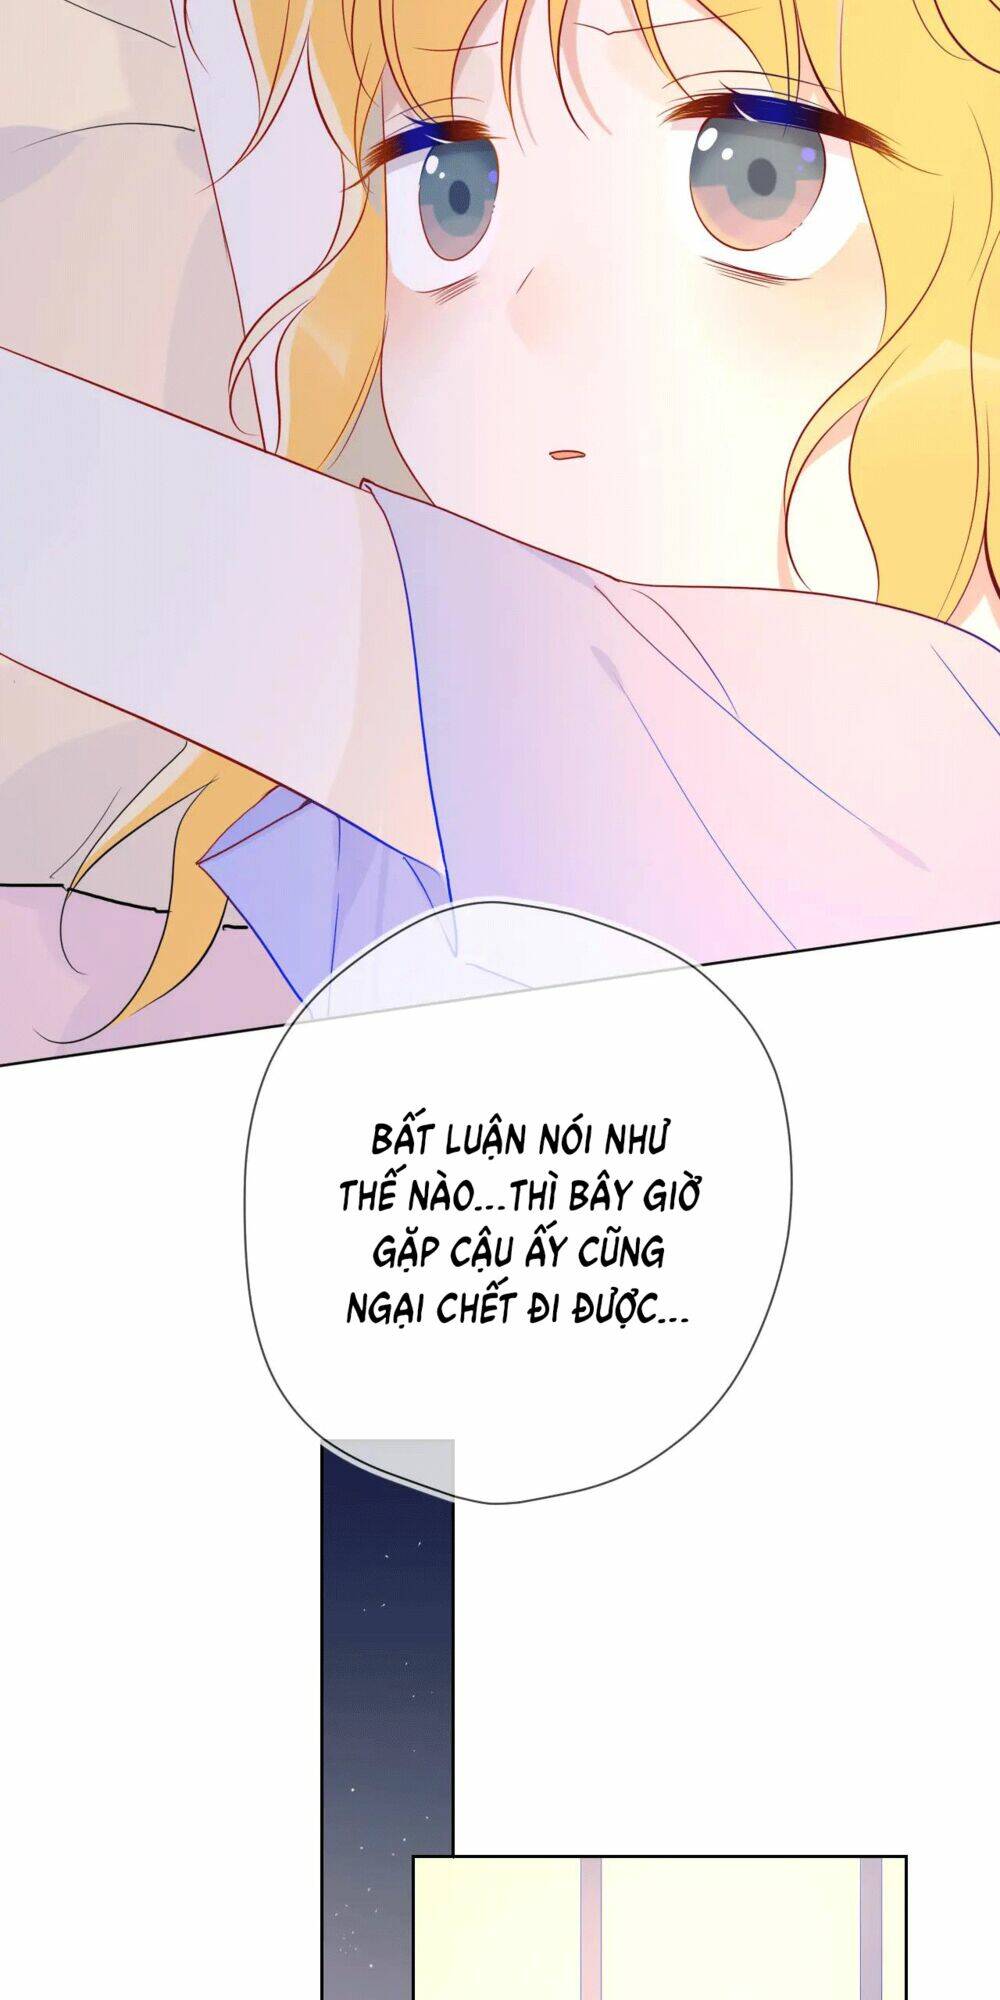 BẤT LUẬN NÓI NHƯ
THẾ NÀO...THÌ BÂY GIỜ
GẶP CẬU ẤY CŨNG
NGẠI CHẾT ĐI ĐƯỢC...